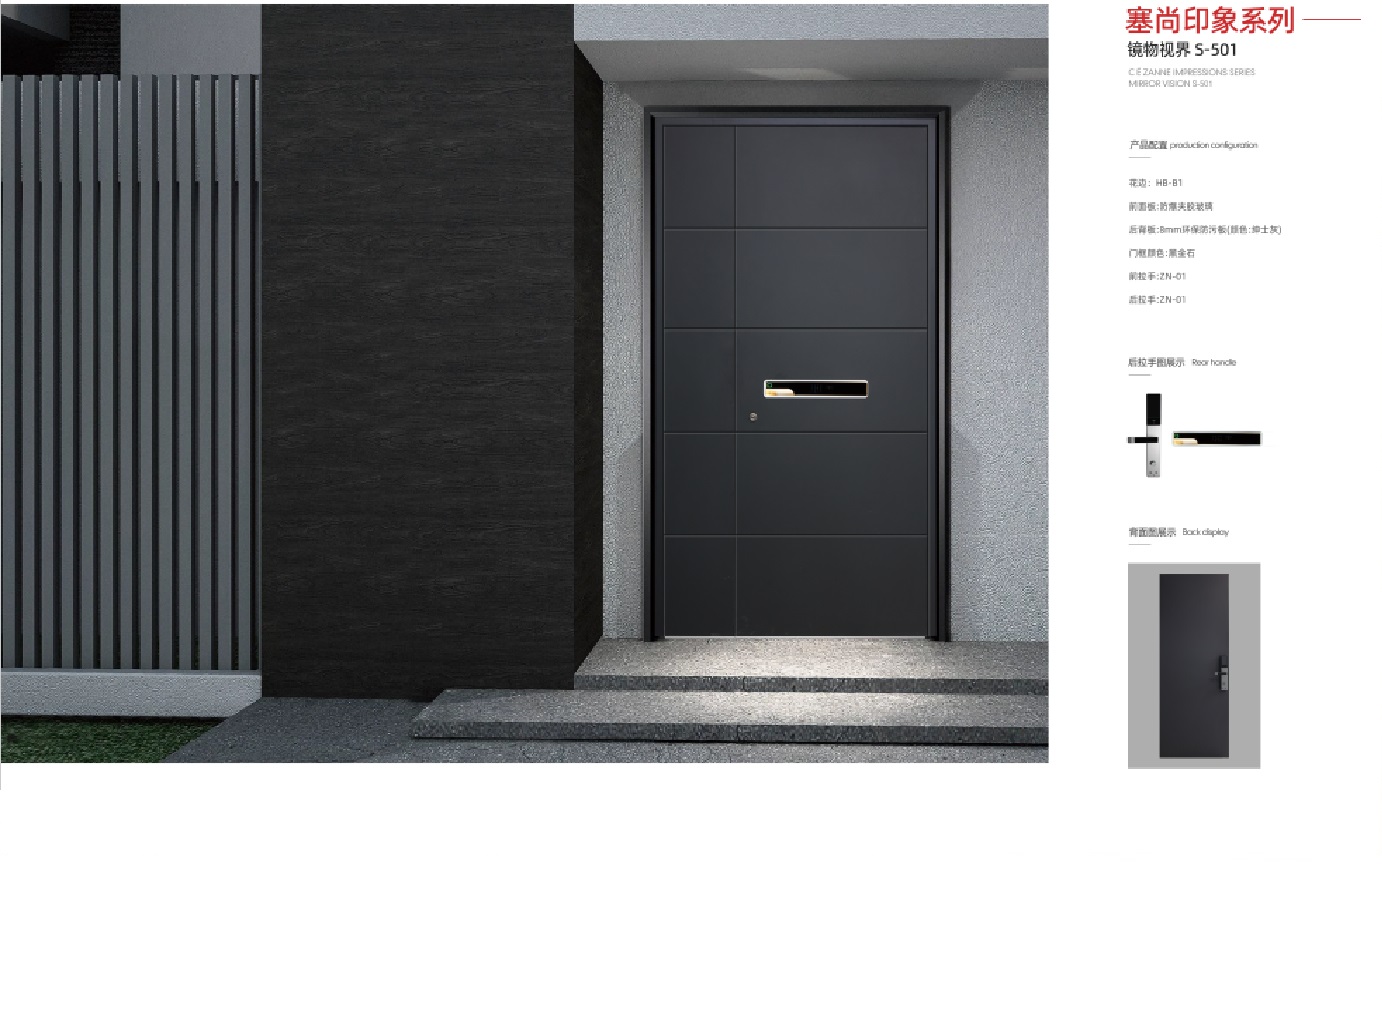 塞尚印象系列
镜物视界 S-501
CÉZANNE IMPRESSIONS SERIES
MIRROR VISION S-501
产品配置 production configuration
花边：HB-B1
前面板:防爆夹胶玻璃
后背板:8mm环保防污板(颜色:绅士灰)
门框颜色:黑金石
前拉手:ZN-01
后拉手:ZN-01
后拉手图展示 Rear handle
背面图展示 Back display